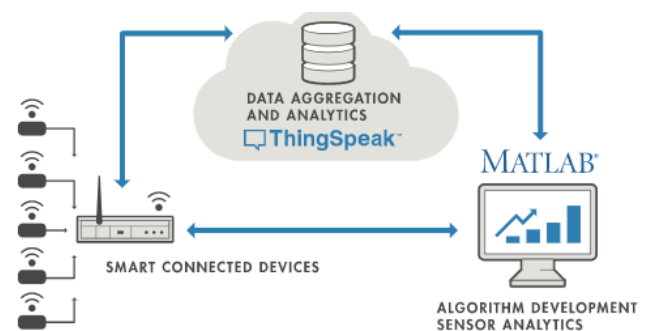 DATA AGGREGATION
AND ANALYTICS
ThingSpeak™
MATLAB®
SMART CONNECTED DEVICES
ALGORITHM DEVELOPMENT
SENSOR ANALYTICS